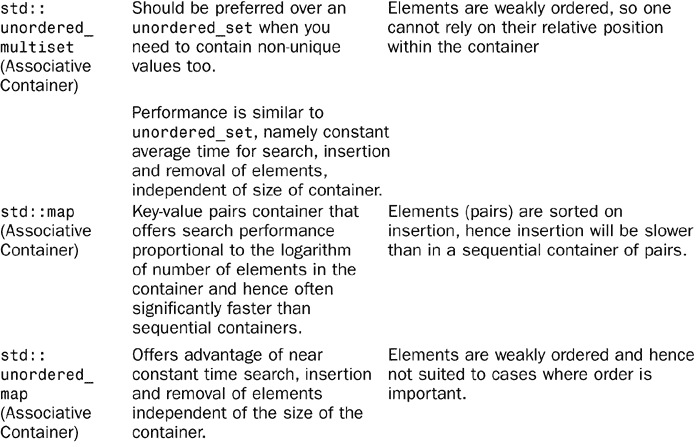 std::
unordered_
multiset
(Associative
Container)
Should be preferred over an
unordered_set when you
need to contain non-unique
values too.
Elements are weakly ordered, so one
cannot rely on their relative position
within the container
Performance is similar to
unordered_set, namely constant
average time for search, insertion
and removal of elements,
independent of size of container.
std::map
(Associative
Container)
Key-value pairs container that
offers search performance
proportional to the logarithm
of number of elements in the
container and hence often
significantly faster than
sequential containers.
Elements (pairs) are sorted on
insertion, hence insertion will be slower
than in a sequential container of pairs.
std::
unordered_
map
(Associative
Container)
Offers advantage of near
constant time search, insertion
and removal of elements
independent of the size of the
container.
Elements are weakly ordered and hence
not suited to cases where order is
important.